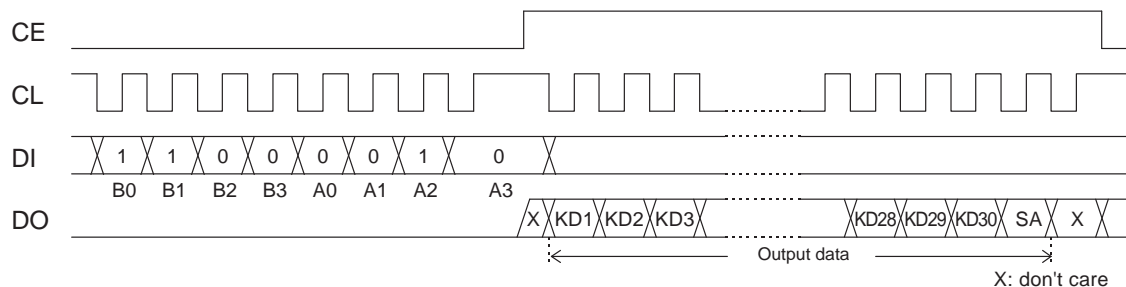 CE
CL
DI 1 1 0 0 0 0 1 0
B0 B1 B2 B3 A0 A1 A2 A3
DO X KD1 KD2 KD3 KD28 KD29 KD30 SA X
Output data
X: don't care